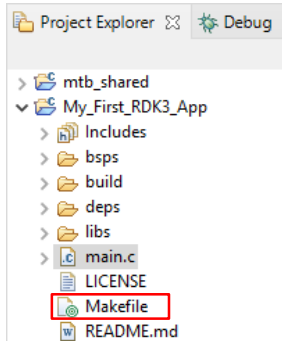 Project Explorer Debug
mtb_shared
My_First_RDK3_App
Includes
bsps
build
deps
libs
main.c
LICENSE
Makefile
README.md